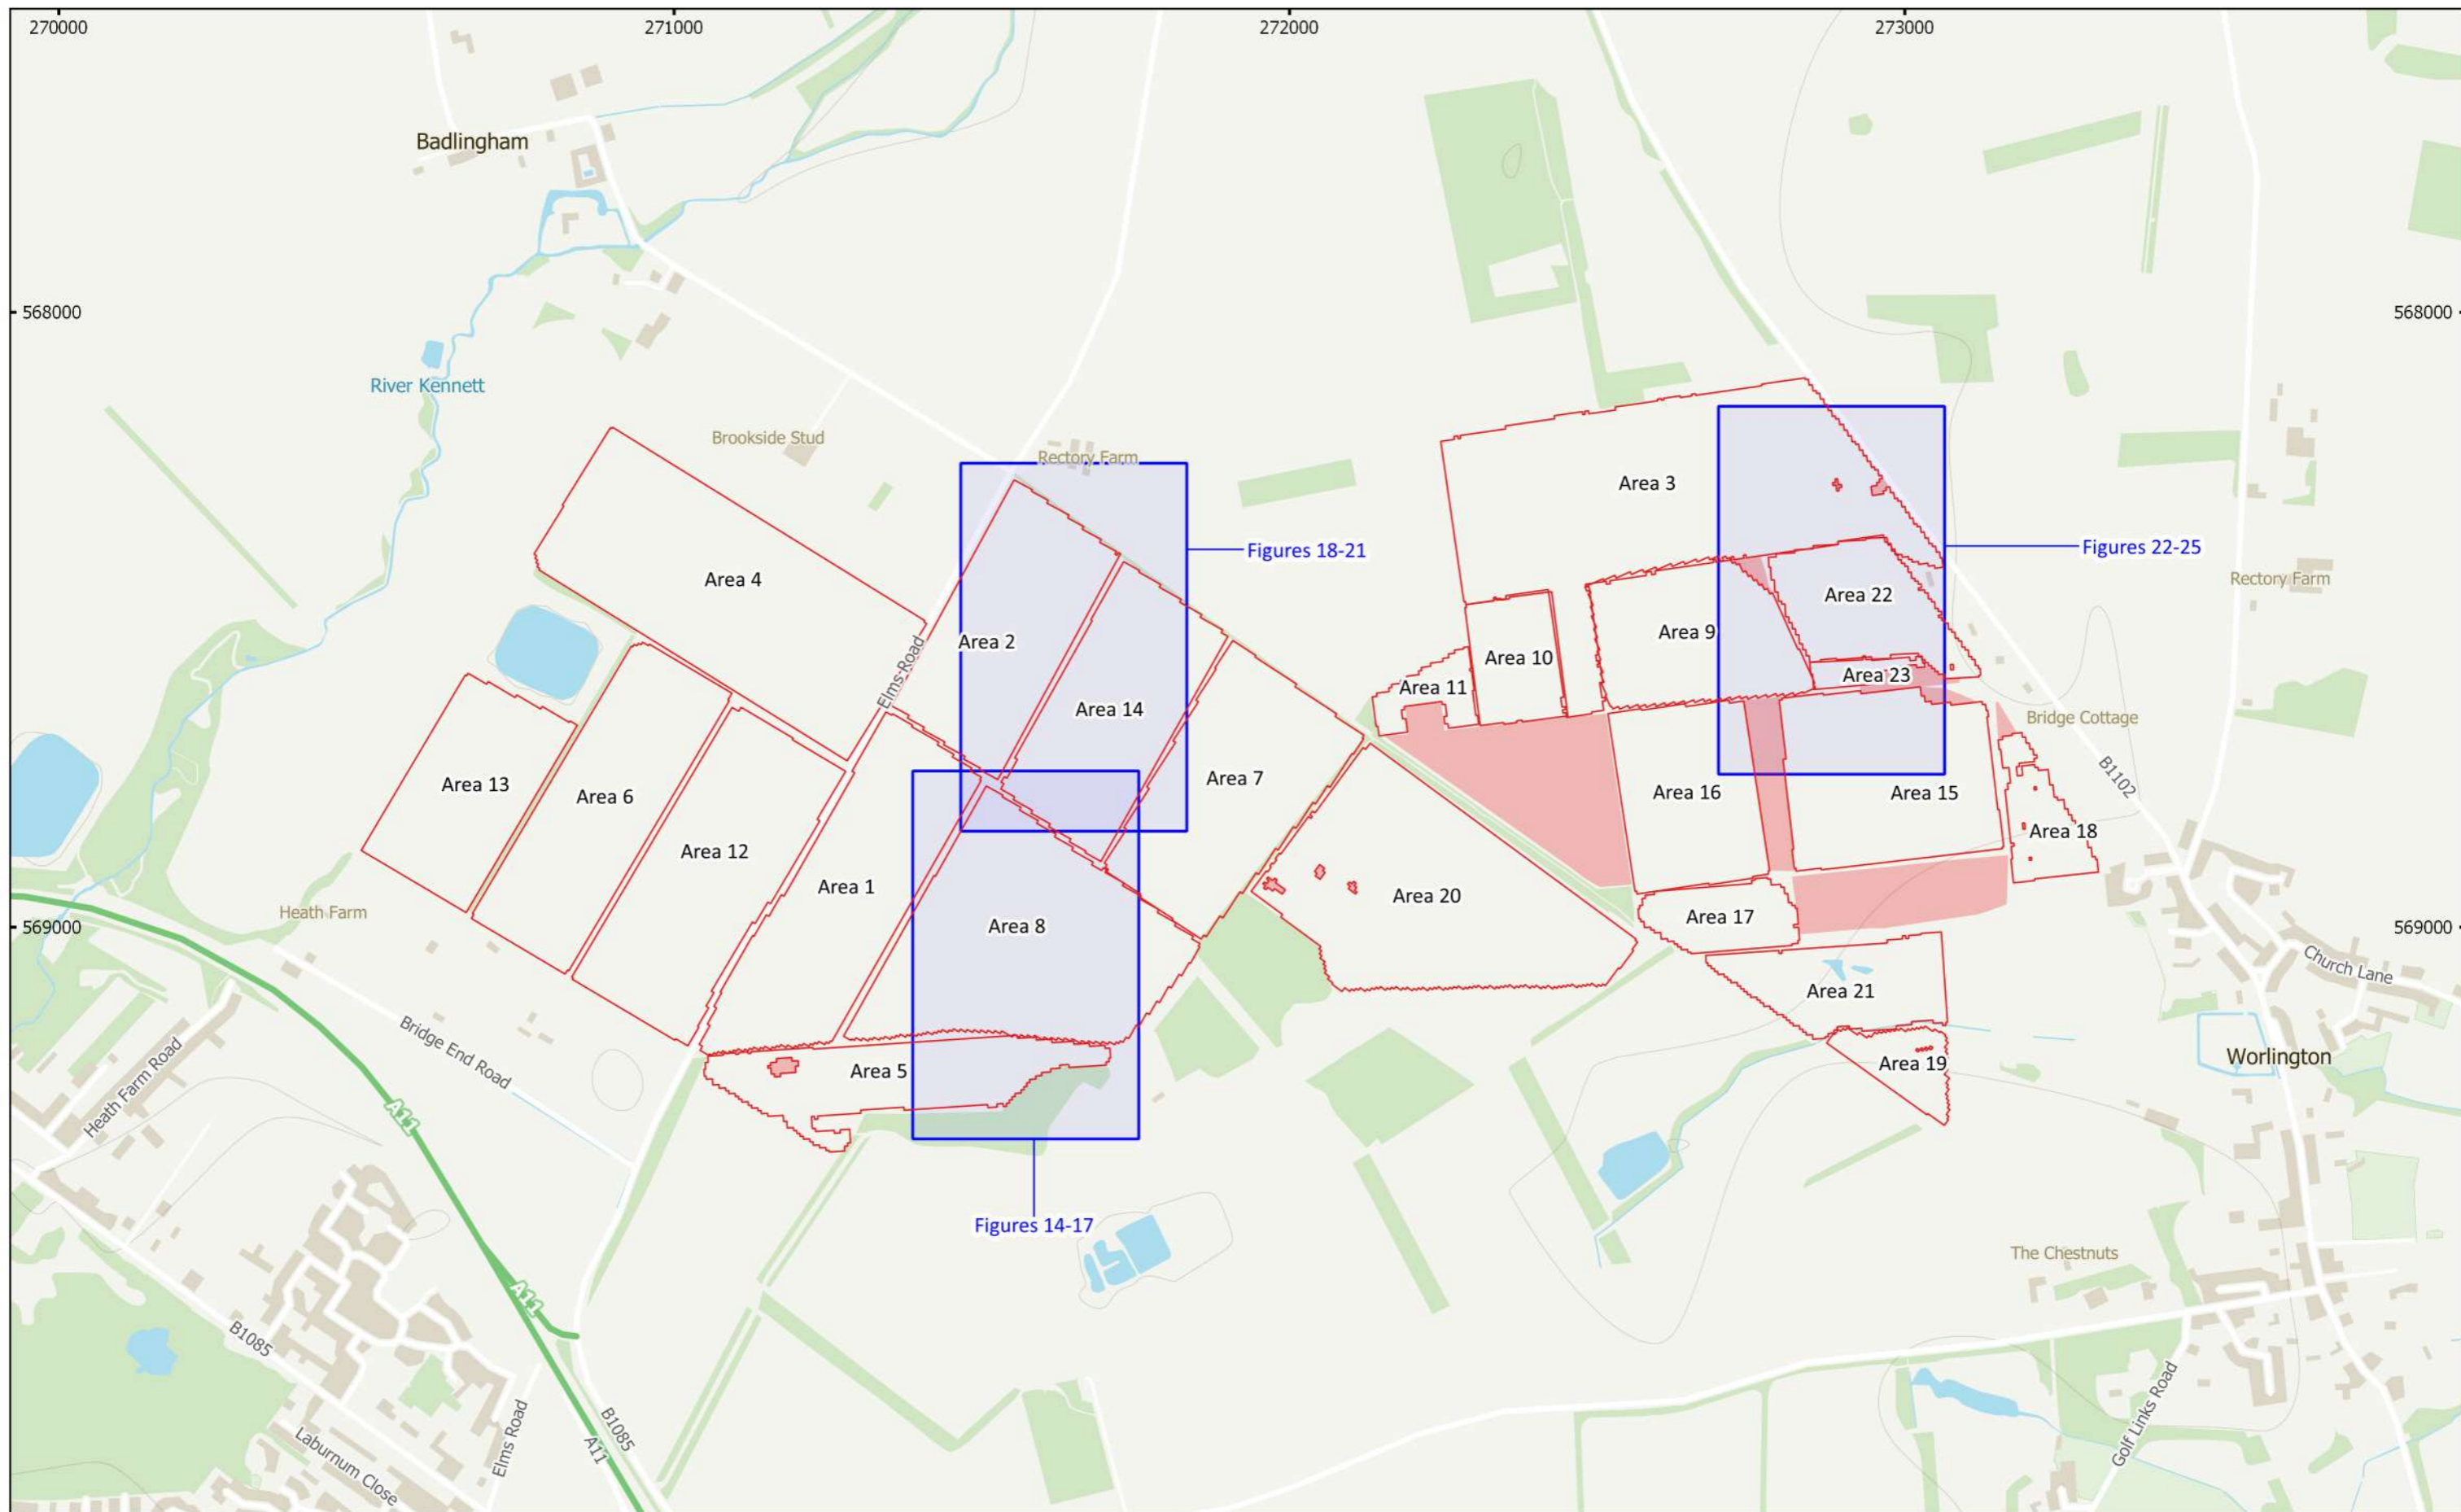 270000
271000
272000
273000
Badlingham
568000
568000
River Kennett
Brookside Stud
Rectory Farm
Area 3
Figures 18-21
Figures 22-25
Area 4
Rectory Farm
Area 22
Area 2
Area 9
Elms Road
Area 10
Area 23
Area 11
Area 14
Bridge Cottage
Area 13
Area 6
Area 7
Area 16
Area 15
B1102
Area 12
Area 18
Area 1
Area 20
Heath Farm
Area 8
Area 17
569000
569000
Church Lane
Area 21
Bridge End Road
Area 5
Area 19
Worlington
Heath Farm Road
A11
Figures 14-17
The Chestnuts
A11
B1085
Golf Links Road
B1085
A11
Elms Road
Laburnum Close